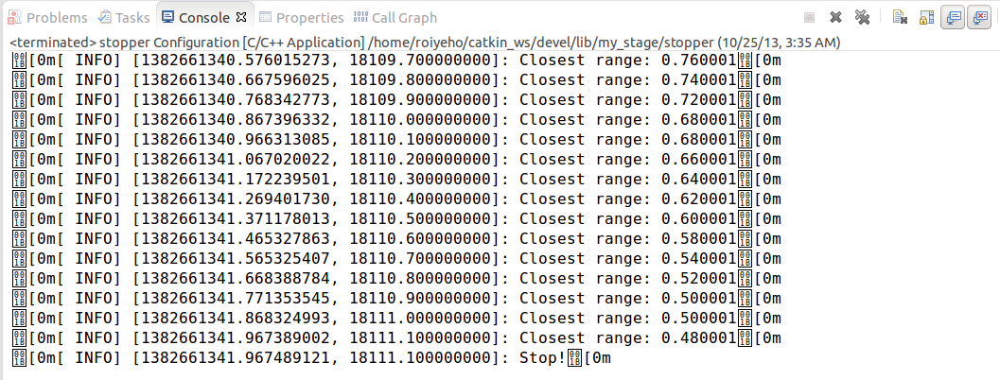 Problems Tasks Console Properties Call Graph
<terminated> stopper Configuration [C/C++ Application] /home/roiyeho/catkin_ws/devel/lib/my_stage/stopper (10/25/13, 3:35 AM)
[0m[ INFO] [1382661340.576015273, 18109.700000000]: Closest range: 0.760001[0m
[0m[ INFO] [1382661340.667596025, 18109.800000000]: Closest range: 0.740001[0m
[0m[ INFO] [1382661340.768342773, 18109.900000000]: Closest range: 0.720001[0m
[0m[ INFO] [1382661340.867396332, 18110.000000000]: Closest range: 0.680001[0m
[0m[ INFO] [1382661340.966313085, 18110.100000000]: Closest range: 0.680001[0m
[0m[ INFO] [1382661341.067020022, 18110.200000000]: Closest range: 0.660001[0m
[0m[ INFO] [1382661341.172239501, 18110.300000000]: Closest range: 0.640001[0m
[0m[ INFO] [1382661341.269401730, 18110.400000000]: Closest range: 0.620001[0m
[0m[ INFO] [1382661341.371178013, 18110.500000000]: Closest range: 0.600001[0m
[0m[ INFO] [1382661341.465327863, 18110.600000000]: Closest range: 0.580001[0m
[0m[ INFO] [1382661341.565325407, 18110.700000000]: Closest range: 0.540001[0m
[0m[ INFO] [1382661341.668388784, 18110.800000000]: Closest range: 0.520001[0m
[0m[ INFO] [1382661341.771353545, 18110.900000000]: Closest range: 0.500001[0m
[0m[ INFO] [1382661341.868324993, 18111.000000000]: Closest range: 0.500001[0m
[0m[ INFO] [1382661341.967389002, 18111.100000000]: Closest range: 0.480001[0m
[0m[ INFO] [1382661341.967489121, 18111.100000000]: Stop![0m